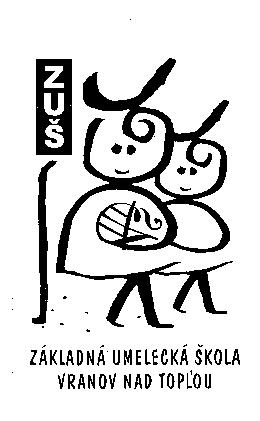 ZUŠ
ZÁKLADNÁ UMELECKÁ ŠKOLA
VRANOV NAD TOPĽOU